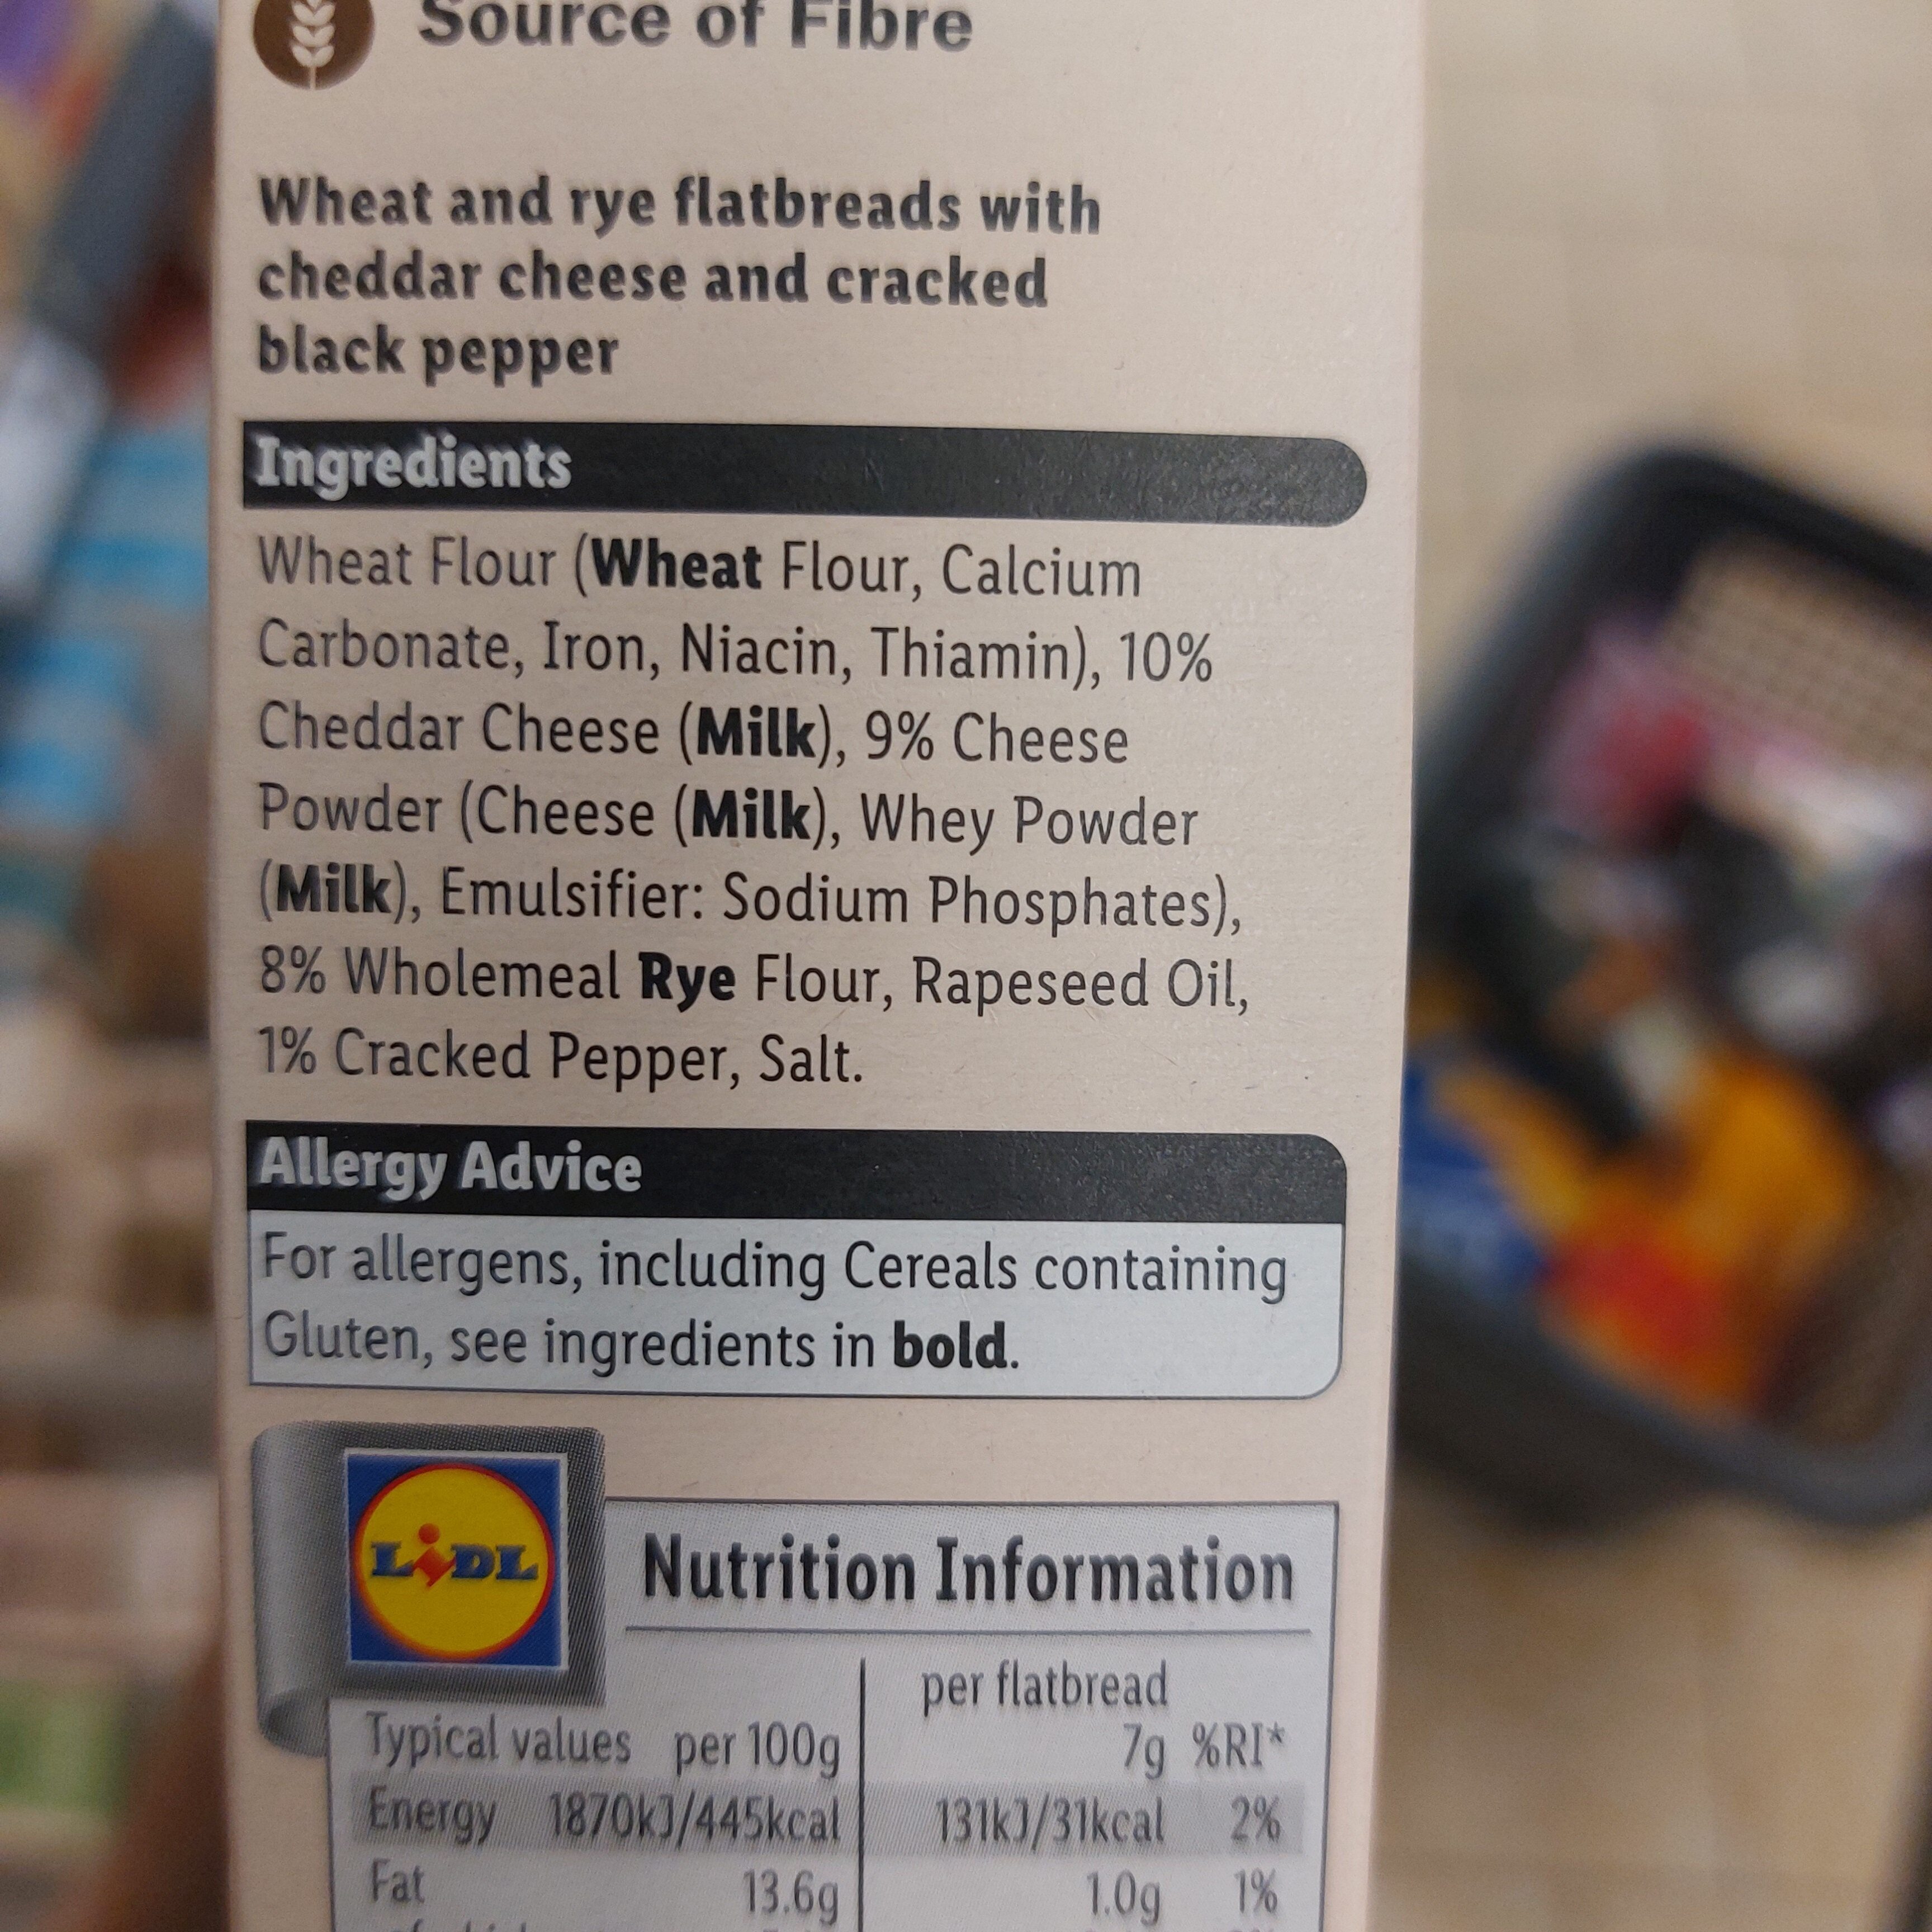 Source of Fibre
Wheat and rye flatbreads with
cheddar cheese and cracked
black pepper
Ingredients
Wheat Flour (Wheat Flour, Calcium
Carbonate, Iron, Niacin, Thiamin), 10%
Cheddar Cheese (Milk), 9% Cheese
Powder (Cheese (Milk), Whey Powder
(Milk), Emulsifier: Sodium Phosphates),
8% Wholemeal Rye Flour, Rapeseed Oil,
1% Cracked Pepper, Salt.
Allergy Advice
For allergens, including Cereals containing
Gluten, see ingredients in bold.
LIDL
Nutrition Information
per flatbread
Typical values per 100g 7g %RI*
Energy 1870kJ/445kcal 131kJ/31kcal 2%
Fat 13.6g 1.0g 1%